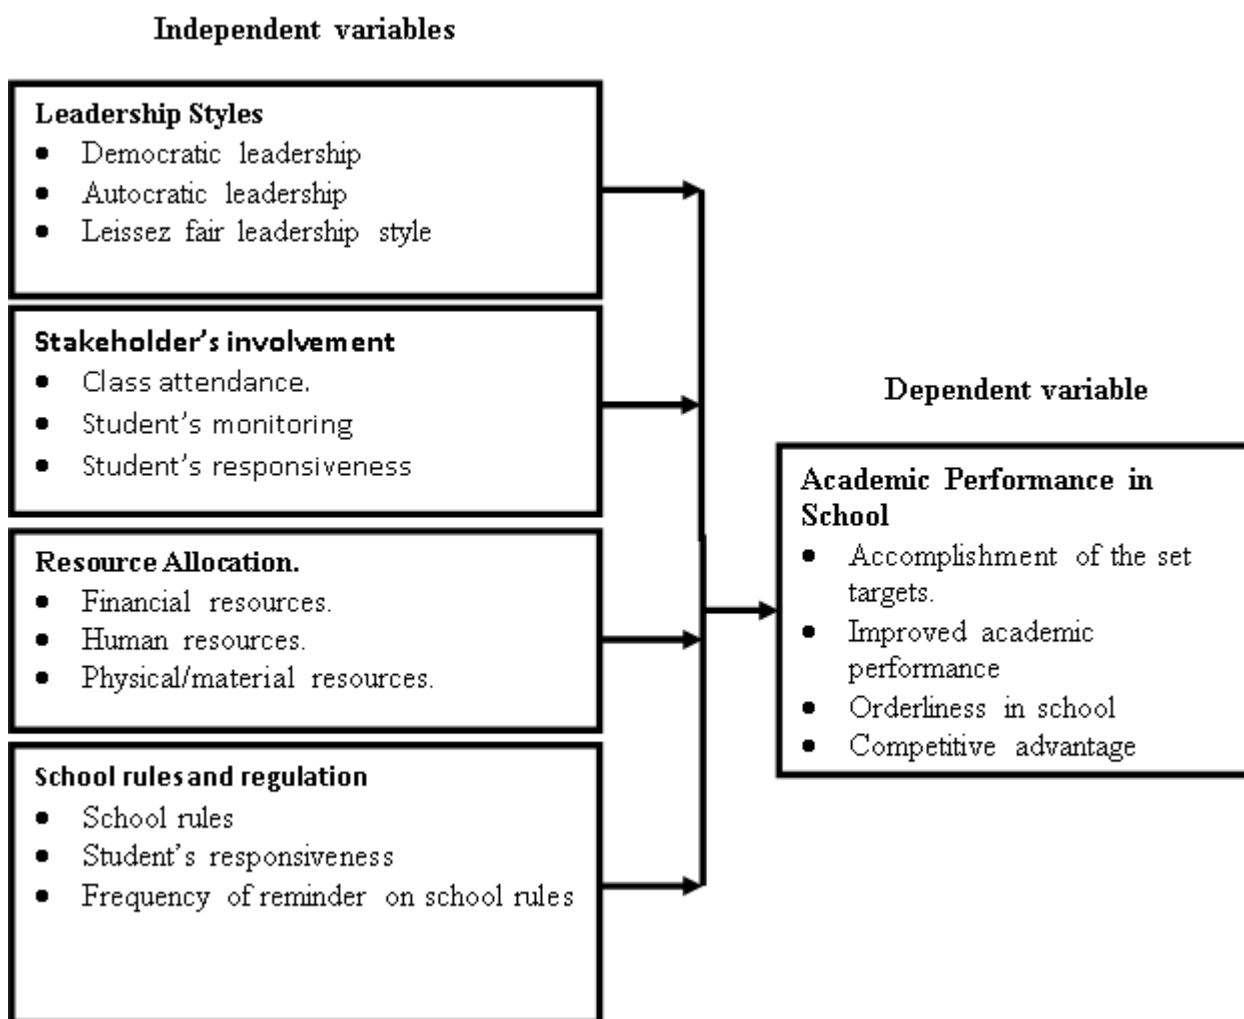 Independent variables
Leadership Styles
● Democratic leadership
● Autocratic leadership
● Leissez fair leadership style
Stakeholder’s involvement
● Class attendance.
● Student’s monitoring
● Student’s responsiveness
Resource Allocation.
● Financial resources.
● Human resources.
● Physical/material resources.
School rules and regulation
● School rules
● Student’s responsiveness
● Frequency of reminder on school rules
Dependent variable
Academic Performance in
School
● Accomplishment of the set
targets.
● Improved academic
performance
● Orderliness in school
● Competitive advantage